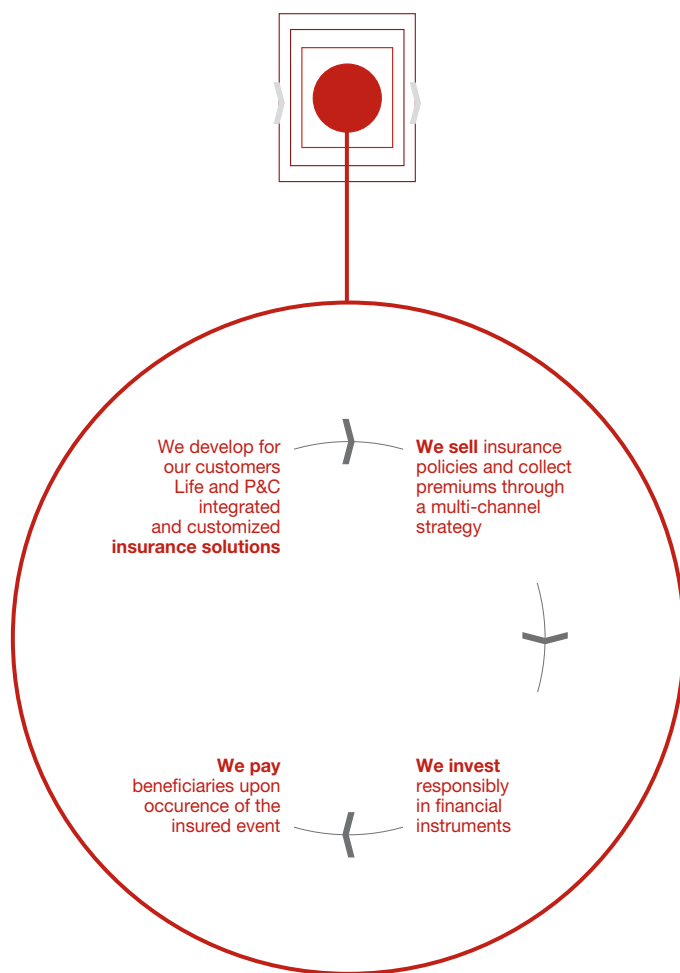 We develop for
our customers
Life and P&C
integrated
and customized
insurance solutions
We sell insurance
policies and collect
premiums through
a multi-channel
strategy
We invest
responsibly
in financial
instruments
We pay
beneficiaries upon
occurence of the
insured event